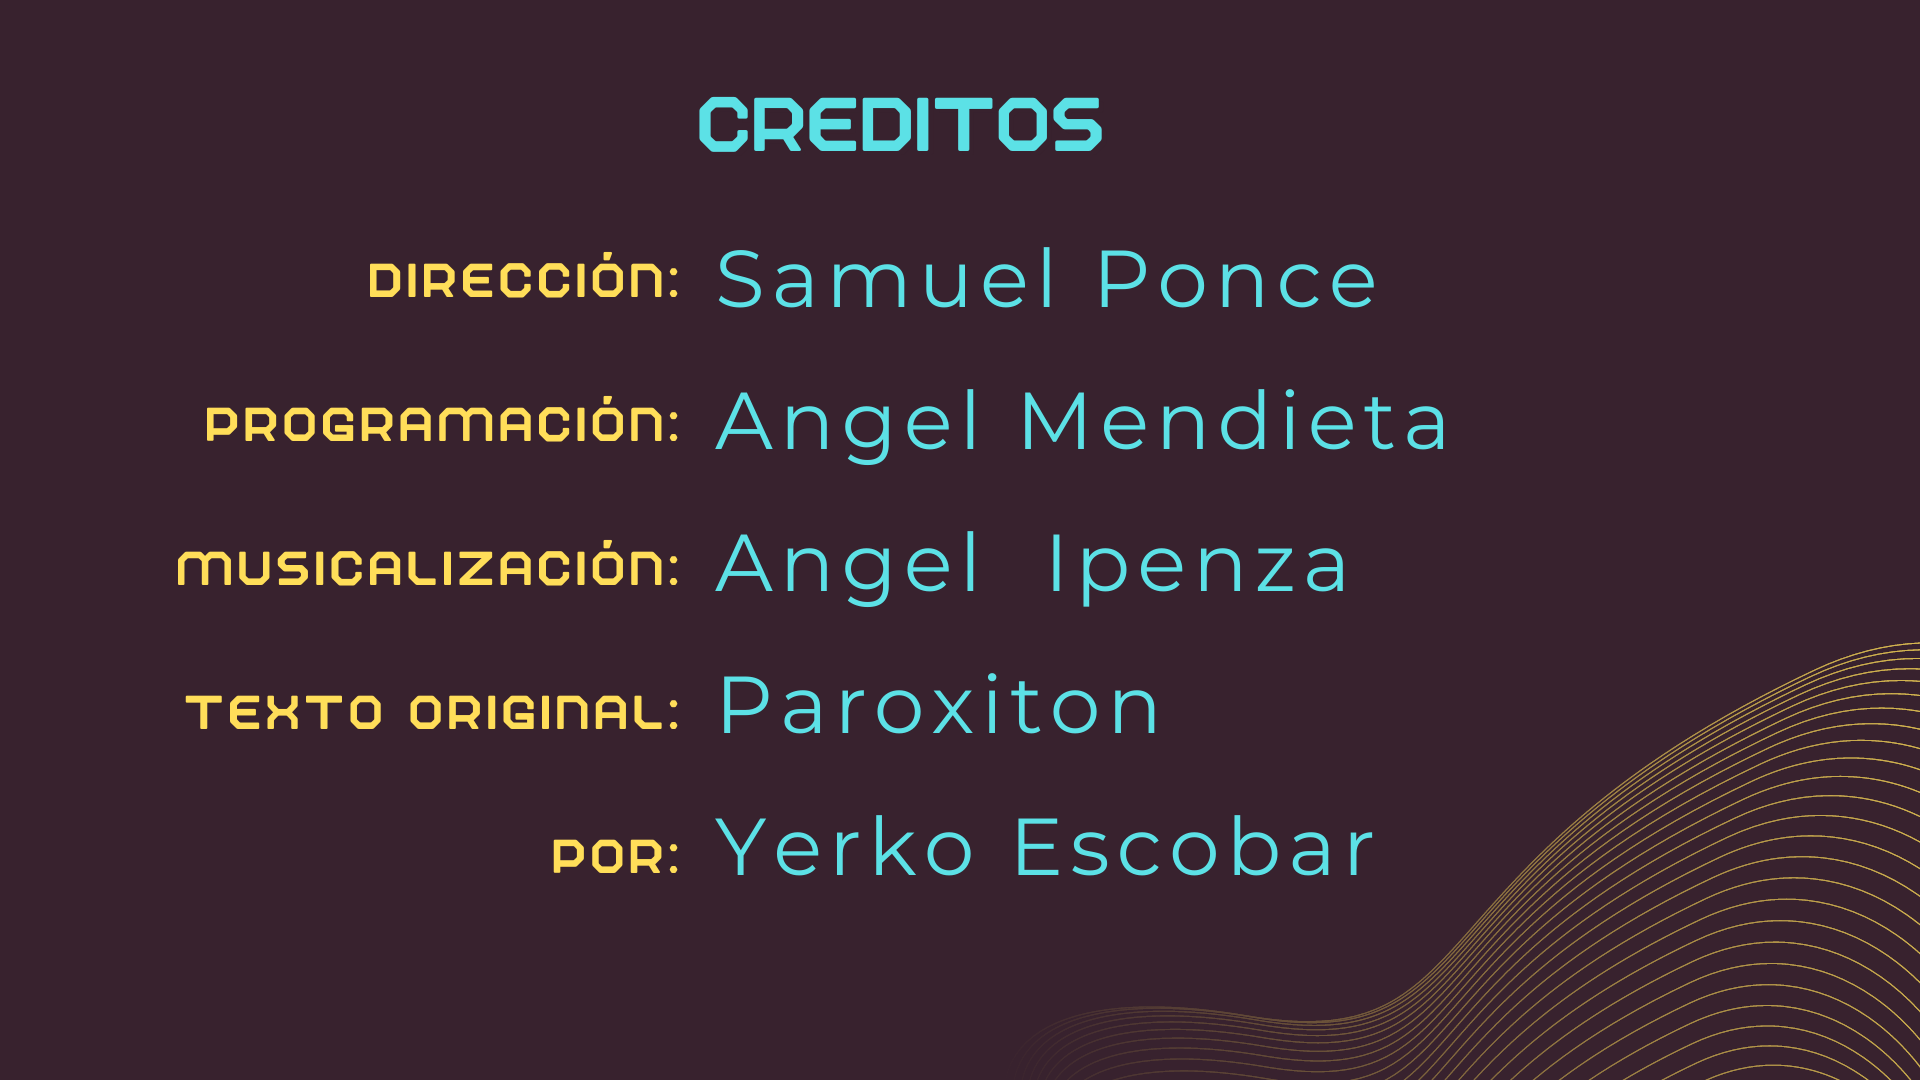 CREDITOS
DIRECCIÓN: Samuel Ponce
PROGRAMACIÓN: Angel Mendieta
MUSICALIZACIÓN: Angel Ipenza
TEXTO ORIGINAL: Paroxiton
POR: Yerko Escobar